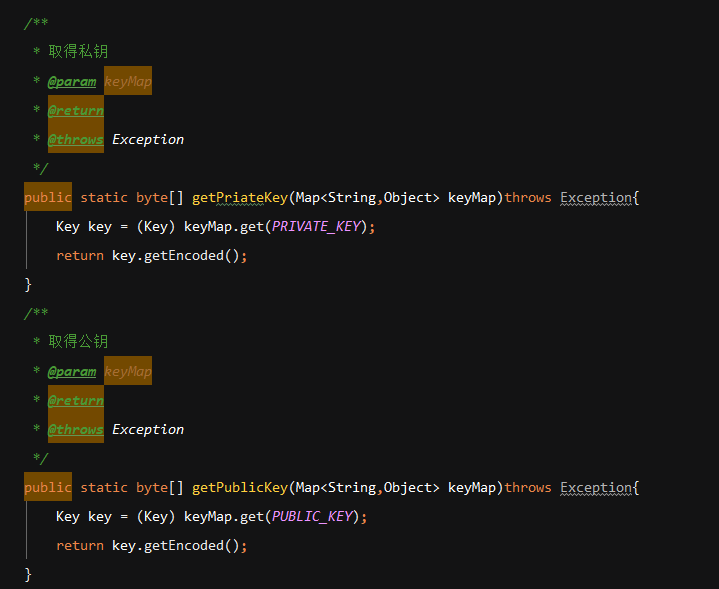 /**
* 取得私钥
* @param keyMap
* @return
* @throws Exception
*/
public static byte[] getPriateKey(Map<String,Object> keyMap)throws Exception{
Key key = (Key) keyMap.get(PRIVATE_KEY);
return key.getEncoded();
}
/**
* 取得公钥
* @param keyMap
* @return
* @throws Exception
*/
public static byte[] getPublicKey(Map<String,Object> keyMap)throws Exception{
Key key = (Key) keyMap.get(PUBLIC_KEY);
return key.getEncoded();
}